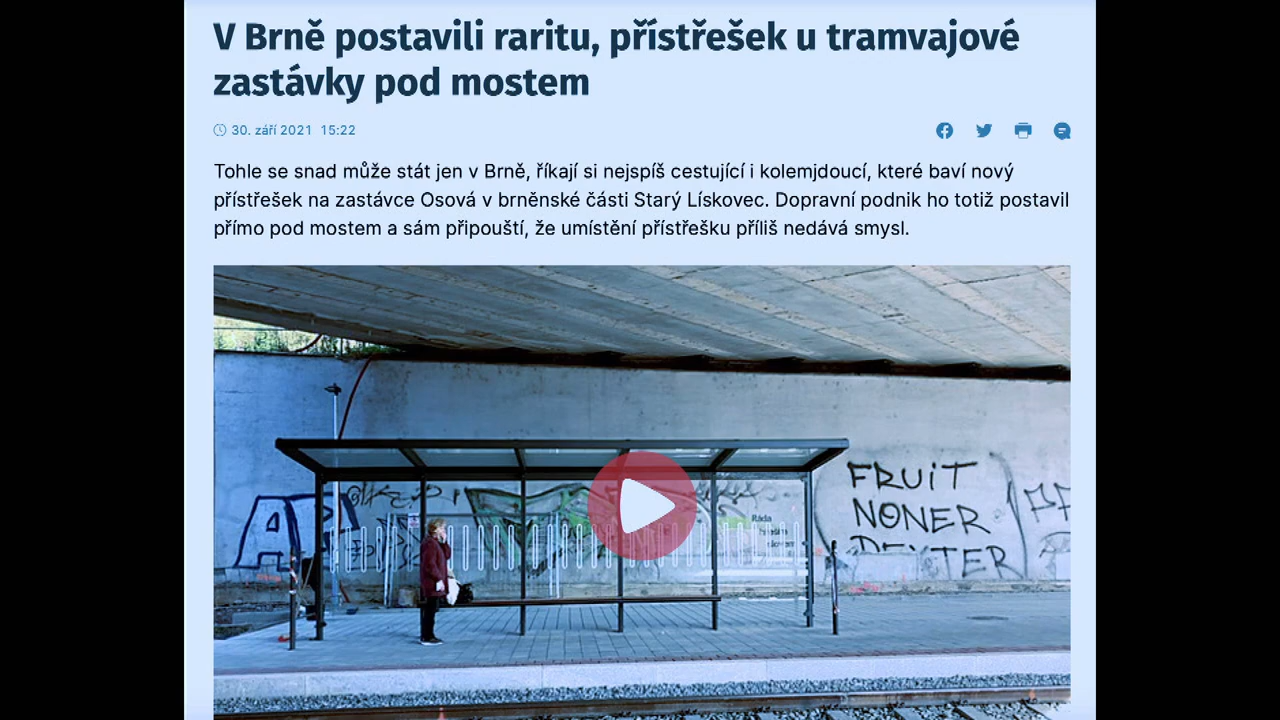 V Brně postavili raritu, přístřešek u tramvajové
zastávky pod mostem
30. září 2021 15:22
Tohle se snad může stát jen v Brně, říkají si nejspíš cestující i kolemjdoucí, které baví nový
přístřešek na zastávce Osová v brněnské části Starý Lískovec. Dopravní podnik ho totiž postavil
přímo pod mostem a sám připouští, že umístění přístřešku příliš nedává smysl.
FRUiT
NONER
DEXTER
Ráda